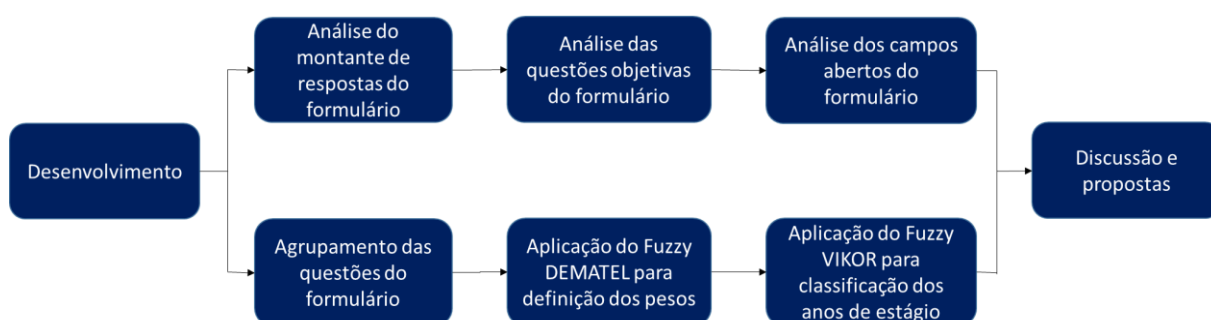 Desenvolvimento
Análise do
montante de
respostas do
formulário
Análise das
questões objetivas
do formulário
Análise dos campos
abertos do
formulário
Agrupamento das
questões do
formulário
Aplicação do Fuzzy
DEMATEL para
definição dos pesos
Aplicação do Fuzzy
VIKOR para
classificação dos
anos de estágio
Discussão e
propostas